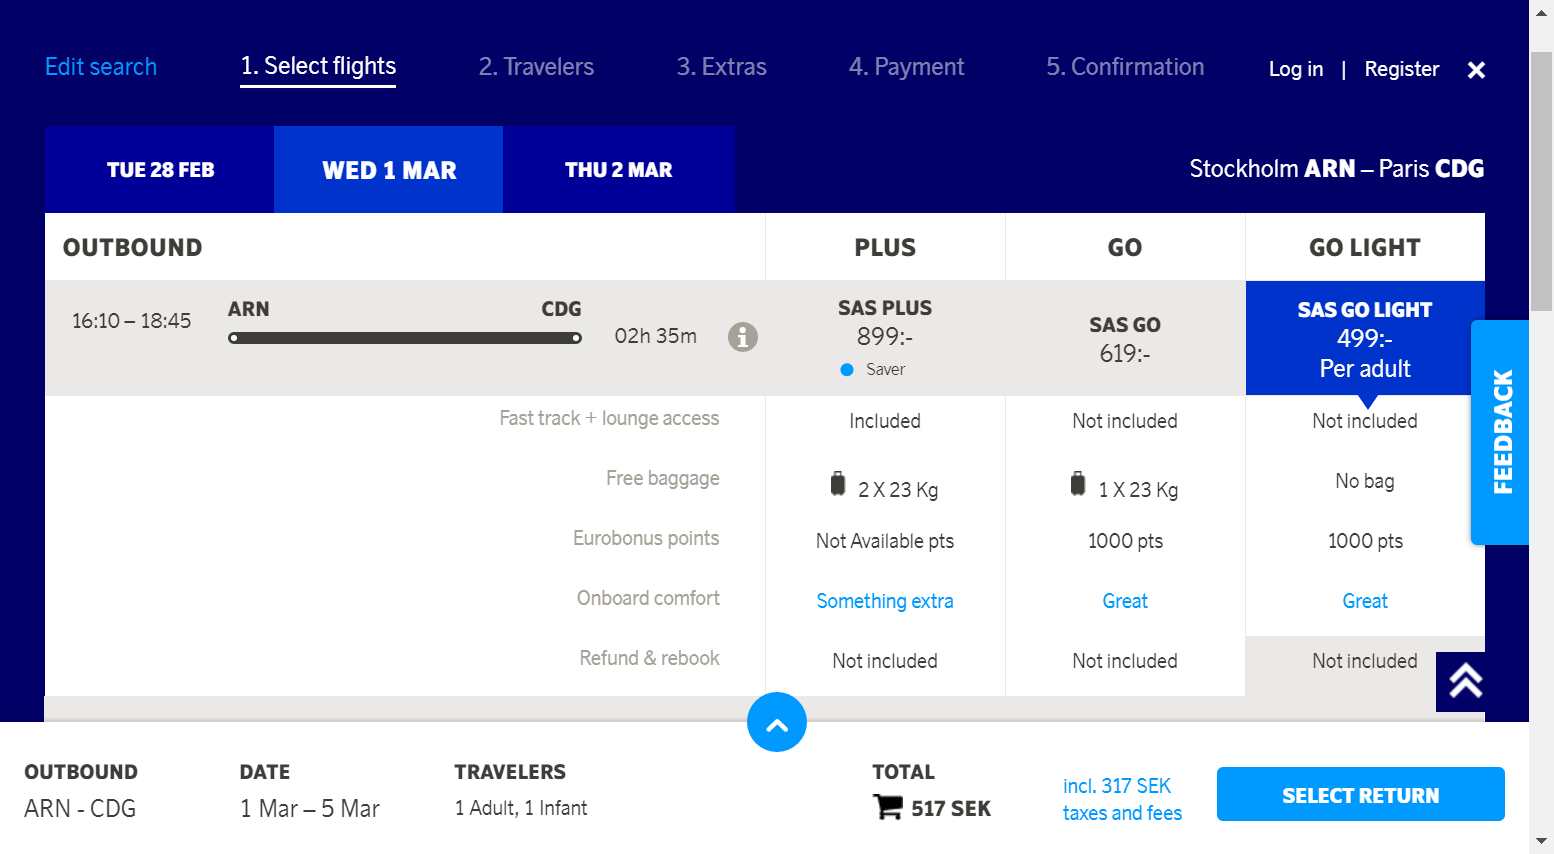 Edit search
1. Select flights
2. Travelers
3. Extras
4. Payment
5. Confirmation
Log in | Register
TUE 28 FEB
WED 1 MAR
THU 2 MAR
Stockholm ARN – Paris CDG
OUTBOUND
PLUS
GO
GO LIGHT
16:10 – 18:45
ARN
CDG
02h 35m
SAS PLUS
899:-
Saver
SAS GO
619:-
SAS GO LIGHT
499:-
Per adult
Fast track + lounge access
Included
Not included
Not included
Free baggage
2 X 23 Kg
1 X 23 Kg
No bag
Eurobonus points
Not Available pts
1000 pts
1000 pts
Onboard comfort
Something extra
Great
Great
Refund & rebook
Not included
Not included
Not included
FEEDBACK
OUTBOUND
ARN - CDG
DATE
1 Mar – 5 Mar
TRAVELERS
1 Adult, 1 Infant
TOTAL
517 SEK
incl. 317 SEK
taxes and fees
SELECT RETURN